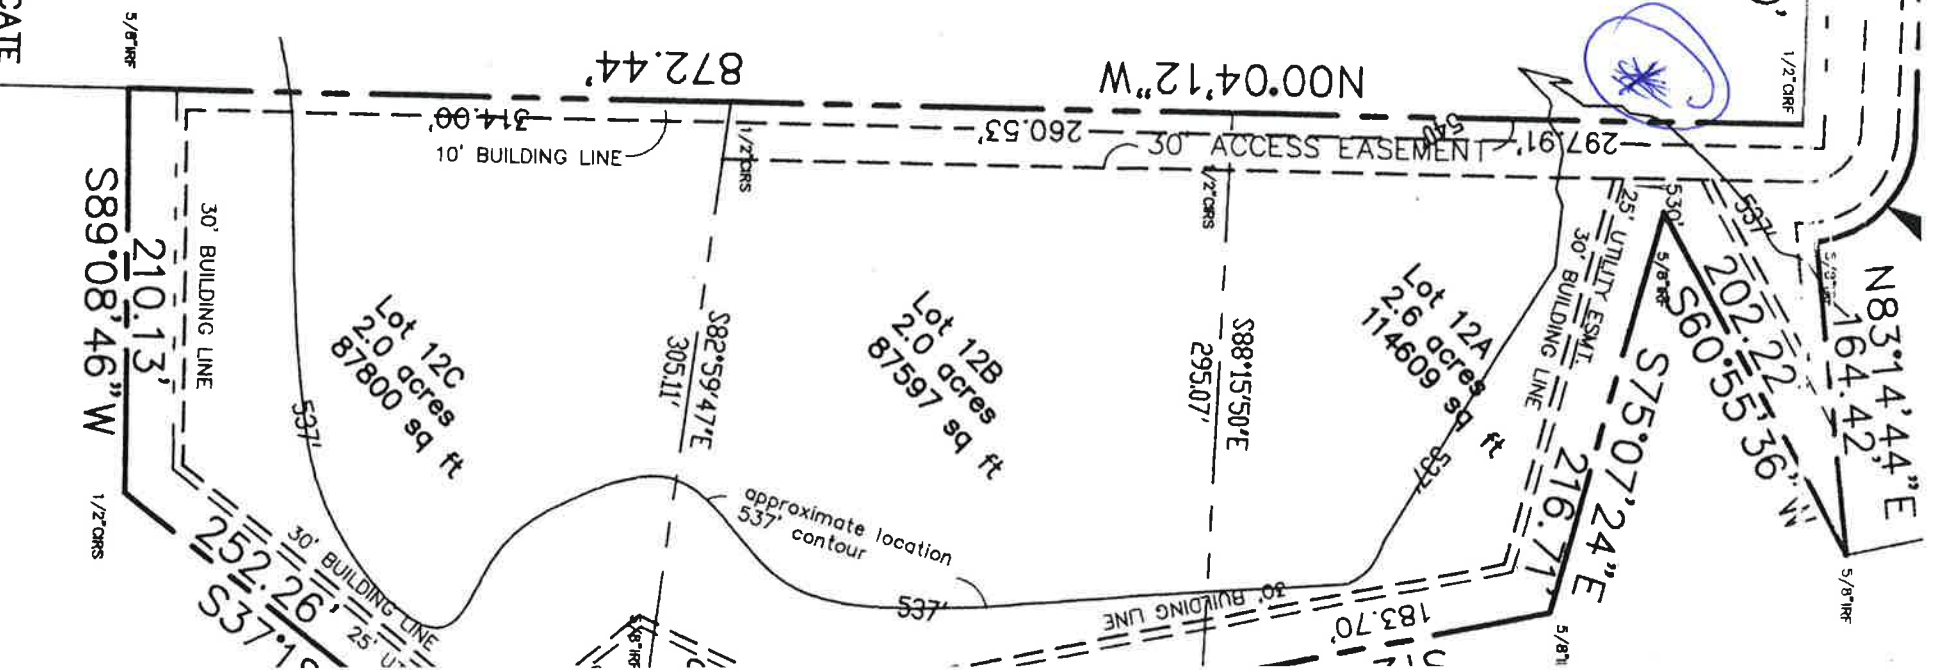 CATE
5/8"IRF
872.44'
N00°04'12"W
1/2"CIRF
314.00'
10' BUILDING LINE
1/2"CIRS
260.53'
30' ACCESS EASEMENT
540'
297.91'
1/2"CIRS
S89°08'46"W
210.13'
30' BUILDING LINE
Lot 12C
2.0 acres
87800 sq ft
537'
S82°59'47"E
305.11'
Lot 12B
2.0 acres
87597 sq ft
S88°15'50"E
295.07'
Lot 12A
2.6 acres
114609 sq ft
537'
25' UTILITY ESMT.
30' BUILDING LINE
530'
5/8"IRF
537'
S60°55'36"W
202.22'
N83°14'44"E
164.42'
S75°07'24"E
216.71'
approximate location
537' contour
537'
30' BUILDING LINE
183.70'
1/2"CIRS
252.26'
30' BUILDING LINE
25'
5/8"IRF
5/8"IRF